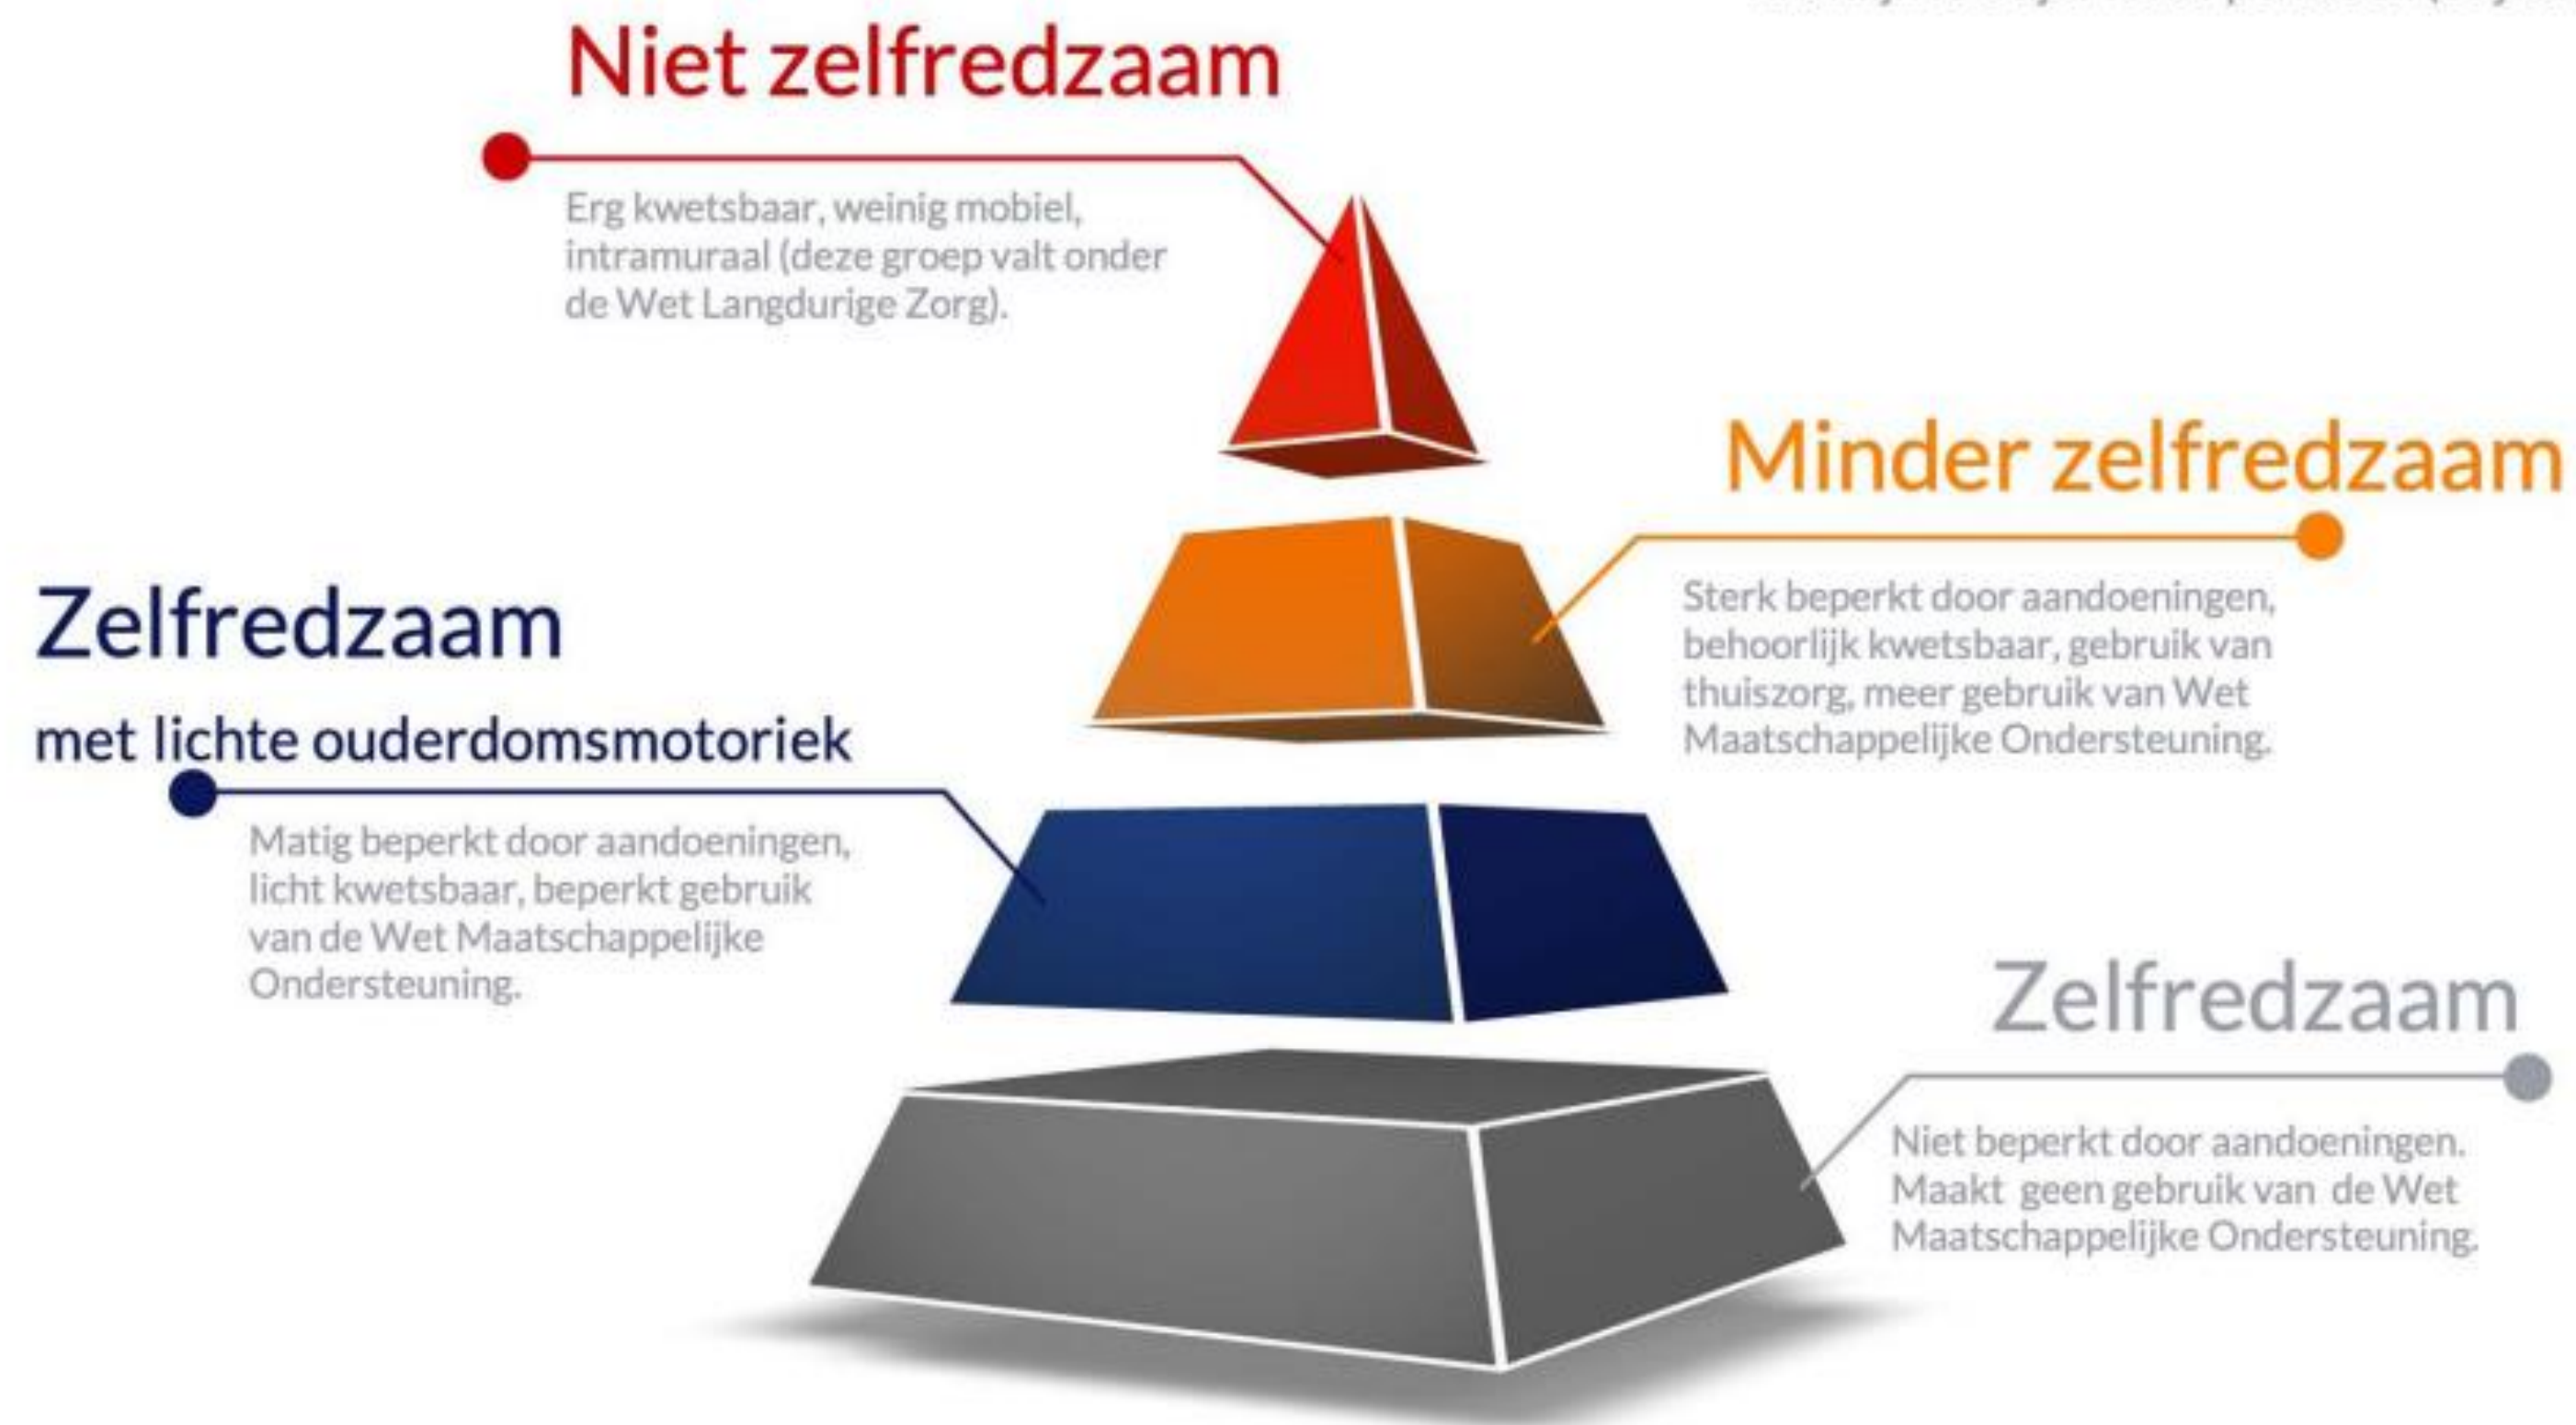 Niet zelfredzaam
Erg kwetsbaar, weinig mobiel,
intramuraal (deze groep valt onder
de Wet Langdurige Zorg).
Minder zelfredzaam
Sterk beperkt door aandoeningen,
behoorlijk kwetsbaar, gebruik van
thuiszorg, meer gebruik van Wet
Maatschappelijke Ondersteuning.
Zelfredzaam
met lichte ouderdomsmotoriek
Matig beperkt door aandoeningen,
licht kwetsbaar, beperkt gebruik
van de Wet Maatschappelijke
Ondersteuning.
Zelfredzaam
Niet beperkt door aandoeningen.
Maakt geen gebruik van de Wet
Maatschappelijke Ondersteuning.